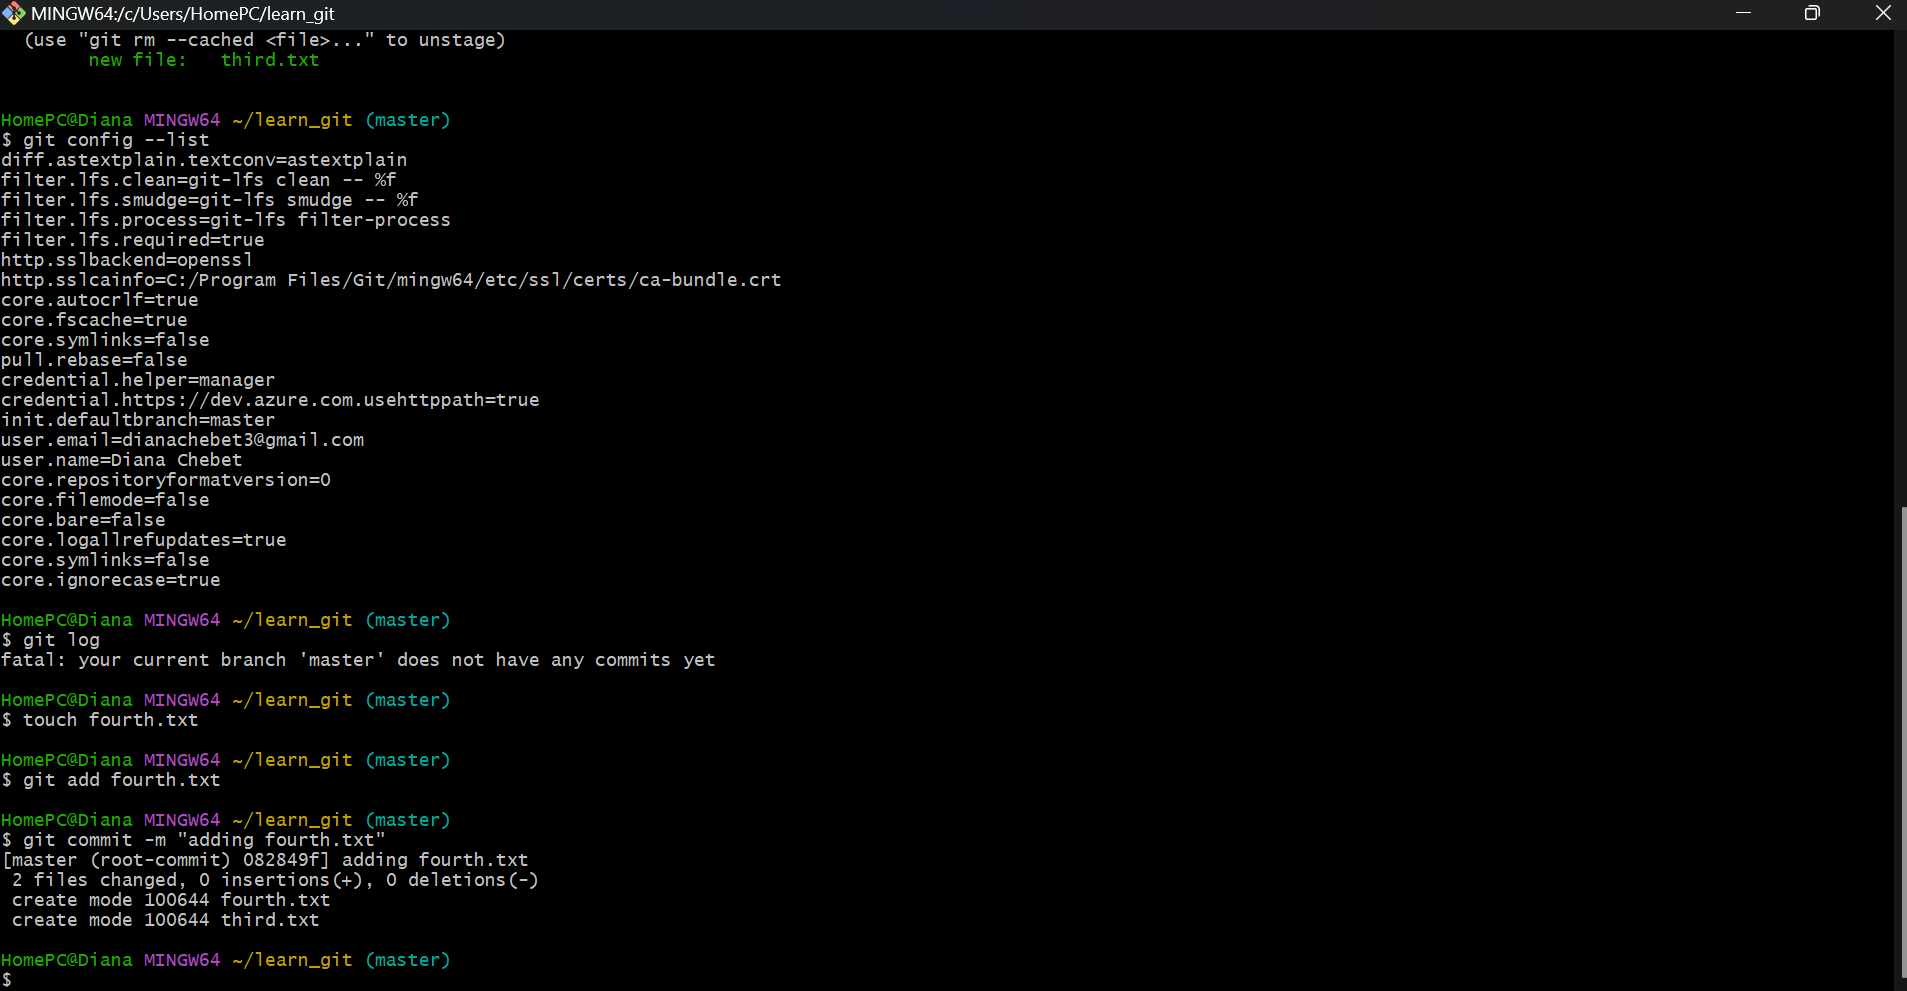 MINGW64:/c/Users/HomePC/learn_git
(use "git rm --cached <file>..." to unstage)
new file:   third.txt
HomePC@Diana MINGW64 ~/learn_git (master)
$ git config --list
diff.astextplain.textconv=astextplain
filter.lfs.clean=git-lfs clean -- %f
filter.lfs.smudge=git-lfs smudge -- %f
filter.lfs.process=git-lfs filter-process
filter.lfs.required=true
http.sslbackend=openssl
http.sslcainfo=C:/Program Files/Git/mingw64/etc/ssl/certs/ca-bundle.crt
core.autocrlf=true
core.fscache=true
core.symlinks=false
pull.rebase=false
credential.helper=manager
credential.https://dev.azure.com.usehttppath=true
init.defaultbranch=master
user.email=dianachebet3@gmail.com
user.name=Diana Chebet
core.repositoryformatversion=0
core.filemode=false
core.bare=false
core.logallrefupdates=true
core.symlinks=false
core.ignorecase=true
HomePC@Diana MINGW64 ~/learn_git (master)
$ git log
fatal: your current branch 'master' does not have any commits yet
HomePC@Diana MINGW64 ~/learn_git (master)
$ touch fourth.txt
HomePC@Diana MINGW64 ~/learn_git (master)
$ git add fourth.txt
HomePC@Diana MINGW64 ~/learn_git (master)
$ git commit -m "adding fourth.txt"
[master (root-commit) 082849f] adding fourth.txt
2 files changed, 0 insertions(+), 0 deletions(-)
create mode 100644 fourth.txt
create mode 100644 third.txt
HomePC@Diana MINGW64 ~/learn_git (master)
$